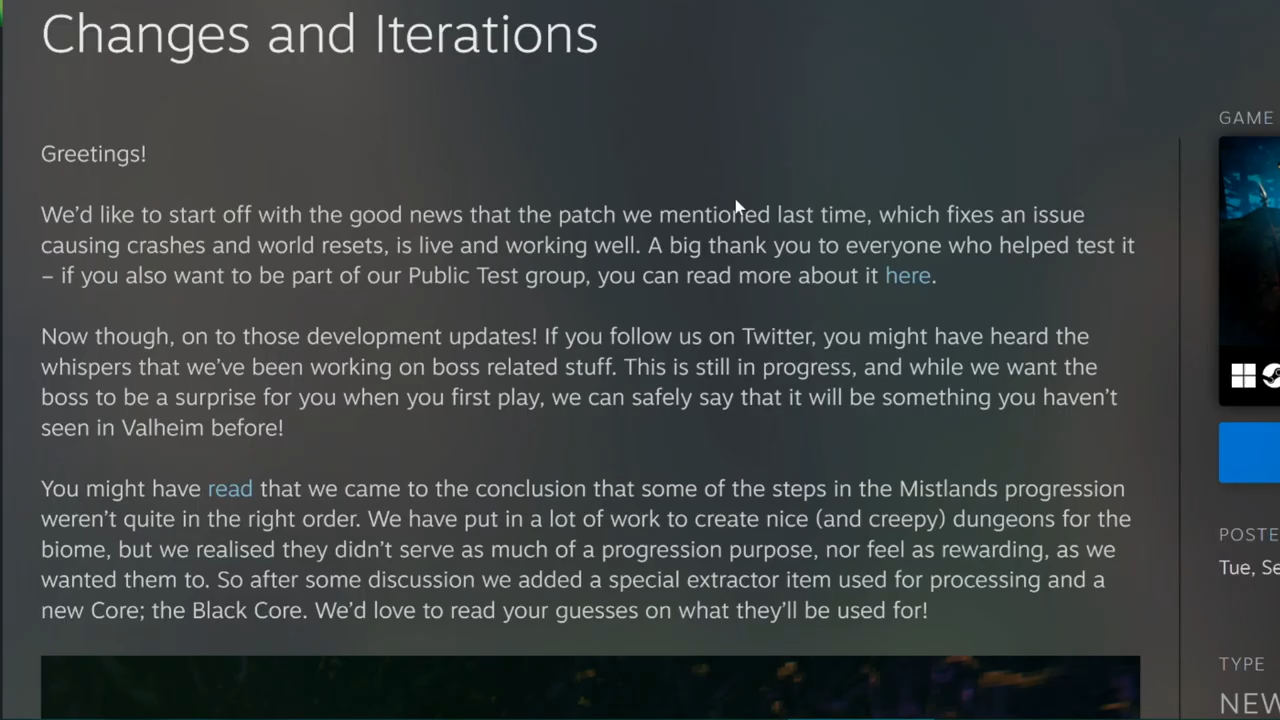 Changes and Iterations
GAME
Greetings!
We’d like to start off with the good news that the patch we mentioned last time, which fixes an issue
causing crashes and world resets, is live and working well. A big thank you to everyone who helped test it
– if you also want to be part of our Public Test group, you can read more about it here.
Now though, on to those development updates! If you follow us on Twitter, you might have heard the
whispers that we’ve been working on boss related stuff. This is still in progress, and while we want the
boss to be a surprise for you when you first play, we can safely say that it will be something you haven’t
seen in Valheim before!
You might have read that we came to the conclusion that some of the steps in the Mistlands progression
weren’t quite in the right order. We have put in a lot of work to create nice (and creepy) dungeons for the
biome, but we realised they didn’t serve as much of a progression purpose, nor feel as rewarding, as we
wanted them to. So after some discussion we added a special extractor item used for processing and a
new Core; the Black Core. We’d love to read your guesses on what they’ll be used for!
POSTE
Tue, Se
TYPE
NEW